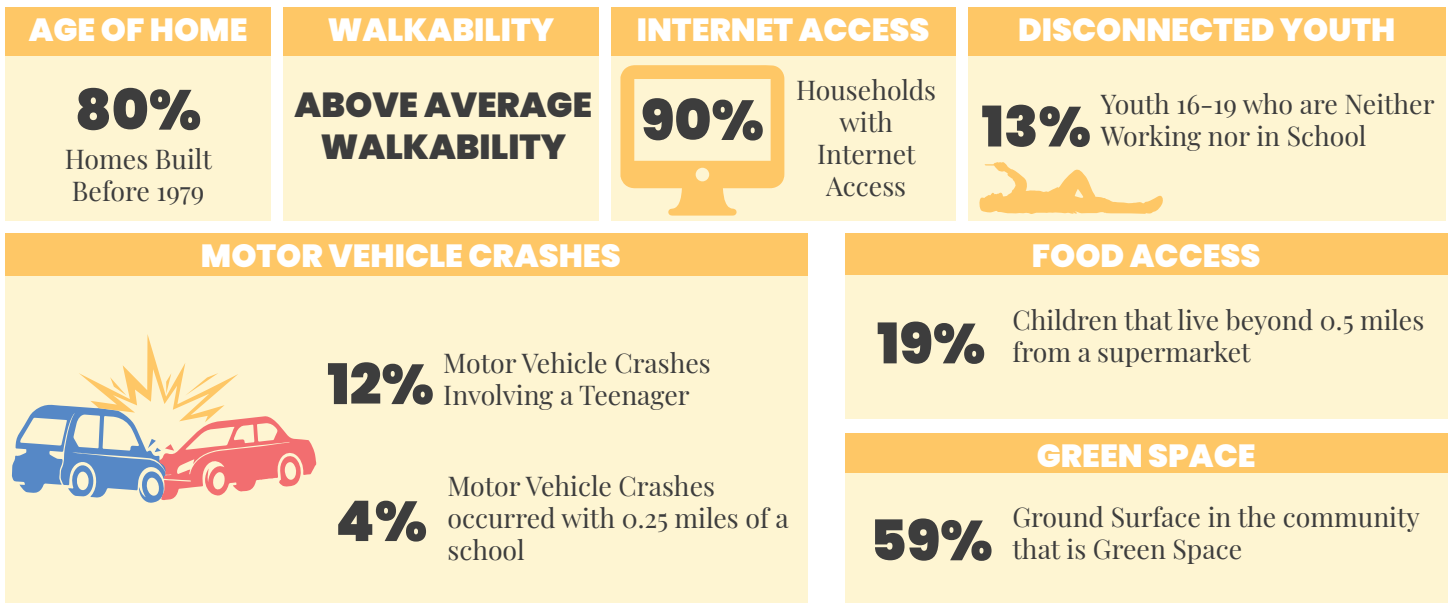 AGE OF HOME
80%
Homes Built
Before 1979
WALKABILITY
ABOVE AVERAGE
WALKABILITY
INTERNET ACCESS
90%
Households
with
Internet
Access
DISCONNECTED YOUTH
13%
Youth 16-19 who are Neither
Working nor in School
MOTOR VEHICLE CRASHES
12%
Motor Vehicle Crashes
Involving a Teenager
4%
Motor Vehicle Crashes
occurred with 0.25 miles of a
school
FOOD ACCESS
19%
Children that live beyond 0.5 miles
from a supermarket
GREEN SPACE
59%
Ground Surface in the community
that is Green Space